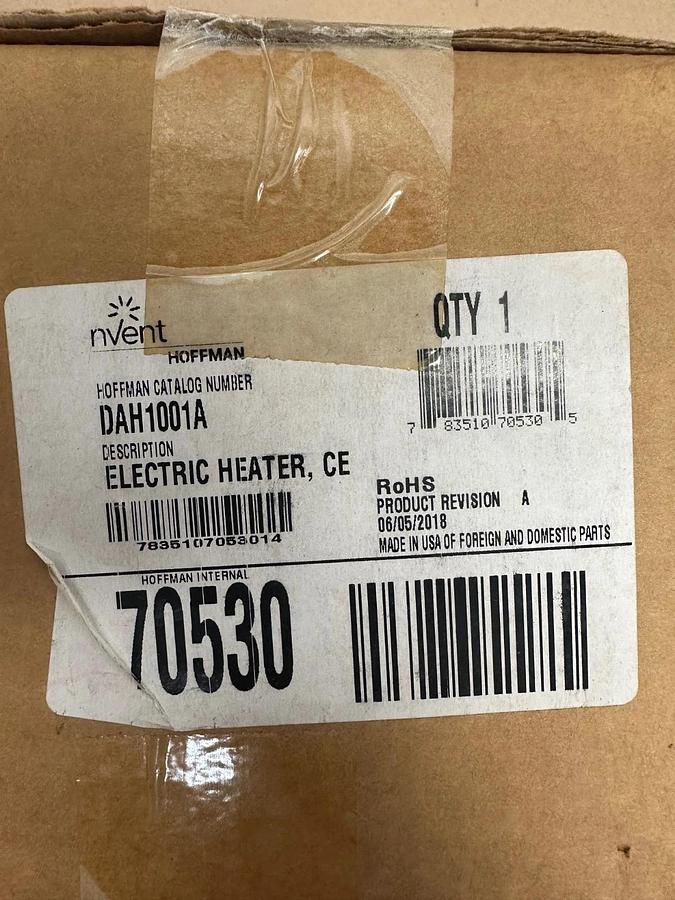 nVent
HOFFMAN
QTY 1
7 83510 70530 5
HOFFMAN CATALOG NUMBER
DAH1001A
DESCRIPTION
ELECTRIC HEATER, CE
7835107053014
RoHS
PRODUCT REVISION A
06/05/2018
MADE IN USA OF FOREIGN AND DOMESTIC PARTS
HOFFMAN INTERNAL
70530